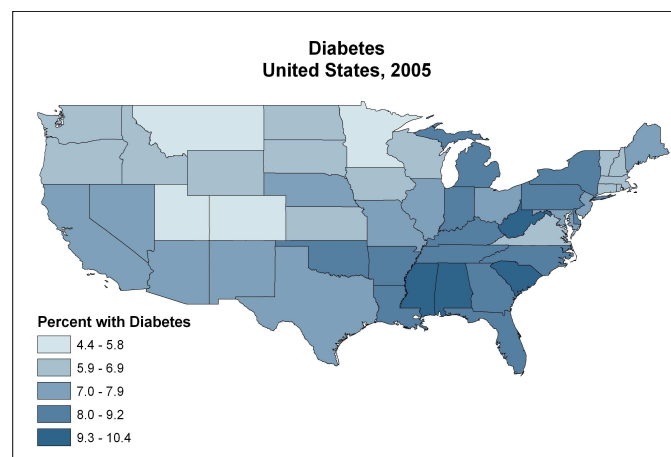 Diabetes
United States, 2005
Percent with Diabetes
4.4 - 5.8
5.9 - 6.9
7.0 - 7.9
8.0 - 9.2
9.3 - 10.4